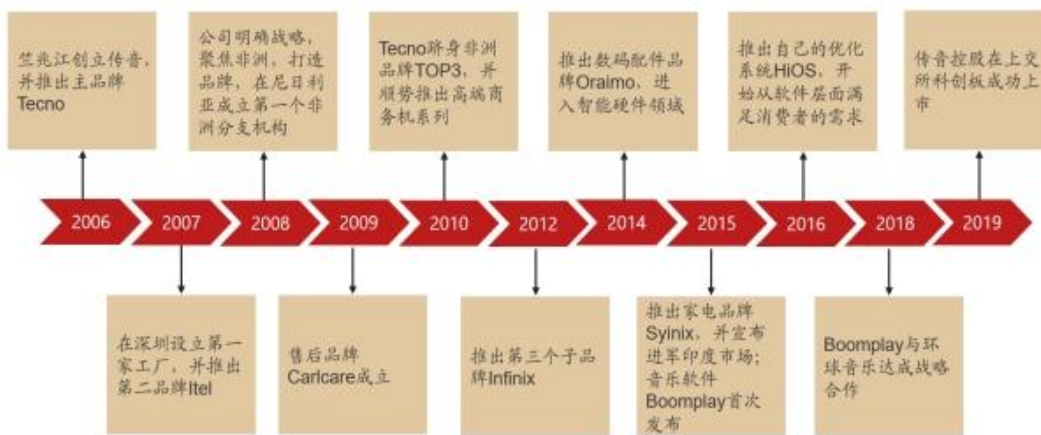 竺兆江创立传音，
并推出主品牌
Tecno
公司明确战略，
聚焦非洲，打造
品牌，在尼日利
亚成立第一个非
洲分支机构
Tecno跻身非洲
品牌TOP3，并
顺势推出高端商
务机系列
推出数码配件品
牌Oraimo，进
入智能硬件领域
推出自己的优化
系统HiOS，开
始从软件层面满
足消费者的需求
传音控股在上交
所科创板成功上
市
2006
2007
2008
2009
2010
2012
2014
2015
2016
2018
2019
在深圳设立第一
家工厂，并推出
第二品牌Itel
售后品牌
Carlcare成立
推出第三个子品
牌Infinix
推出家电品牌
Syinix，并宣布
进军印度市场；
音乐软件
Boomplay首次
发布
Boomplay与环
球音乐达成战略
合作